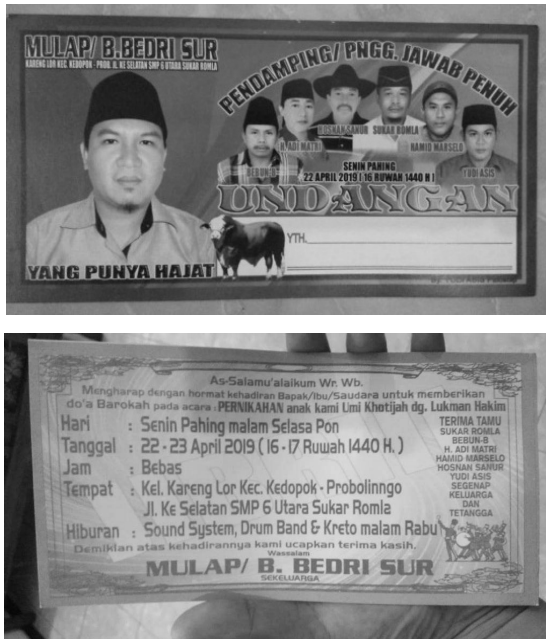 MULAP/ B.BEDRI SUR
KARENG LOR KEC. KEDOPOK - PROB. JL. KE SELATAN SMP 6 UTARA SUKAR ROMLA
PENDAMPING/ PNGG. JAWAB PENUH
HOSNAN SANUR SUKAR ROMLA
H. ADI MATRI
HAMID MARSELO
BEBUN-B
YUDI ASIS
SENIN PAHING
22 APRIL 2019 ( 16 RUWAH 1440 H )
UNDANGAN
YTH.
YANG PUNYA HAJAT
As-Salamu'alaikum Wr. Wb.
Mengharap dengan hormat kehadiran Bapak/Ibu/Saudara untuk memberikan
do'a Barokah pada acara : PERNIKAHAN anak kami Umi Khotijah dg. Lukman Hakim
Hari : Senin Pahing malam Selasa Pon
Tanggal : 22 - 23 April 2019 ( 16 - 17 Ruwah 1440 H. )
Jam : Bebas
Tempat : Kel. Kareng Lor Kec. Kedopok - Probolinngo
Jl. Ke Selatan SMP 6 Utara Sukar Romla
Hiburan : Sound System, Drum Band & Kreto malam Rabu
TERIMA TAMU
SUKAR ROMLA
BEBUN-B
H. ADI MATRI
HAMID MARSELO
HOSNAN SANUR
YUDI ASIS
SEGENAP
KELUARGA
DAN
TETANGGA
Demikian atas kehadirannya kami ucapkan terima kasih.
Wassalam
MULAP/ B. BEDRI SUR
SEKELUARGA